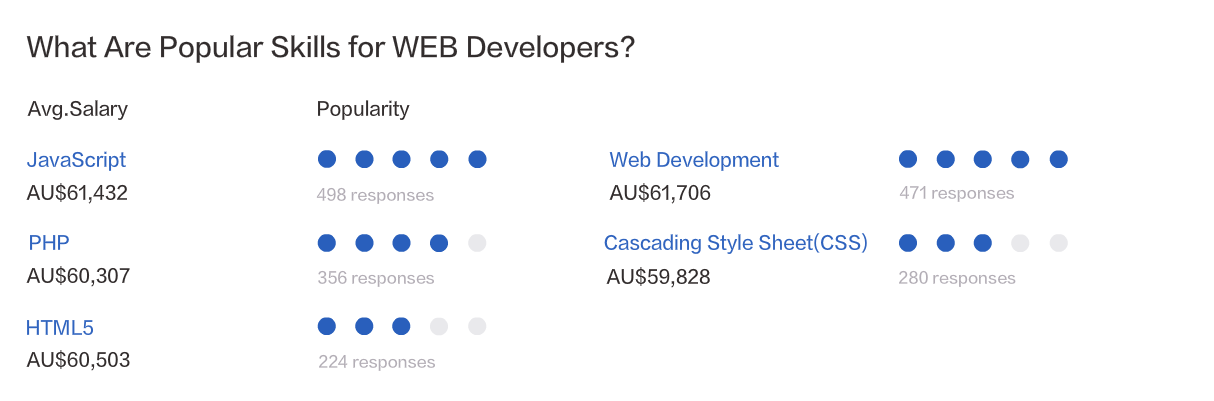 What Are Popular Skills for WEB Developers?
Avg.Salary
Popularity
JavaScript
AU$61,432
498 responses
Web Development
AU$61,706
471 responses
PHP
AU$60,307
356 responses
Cascading Style Sheet(CSS)
AU$59,828
280 responses
HTML5
AU$60,503
224 responses